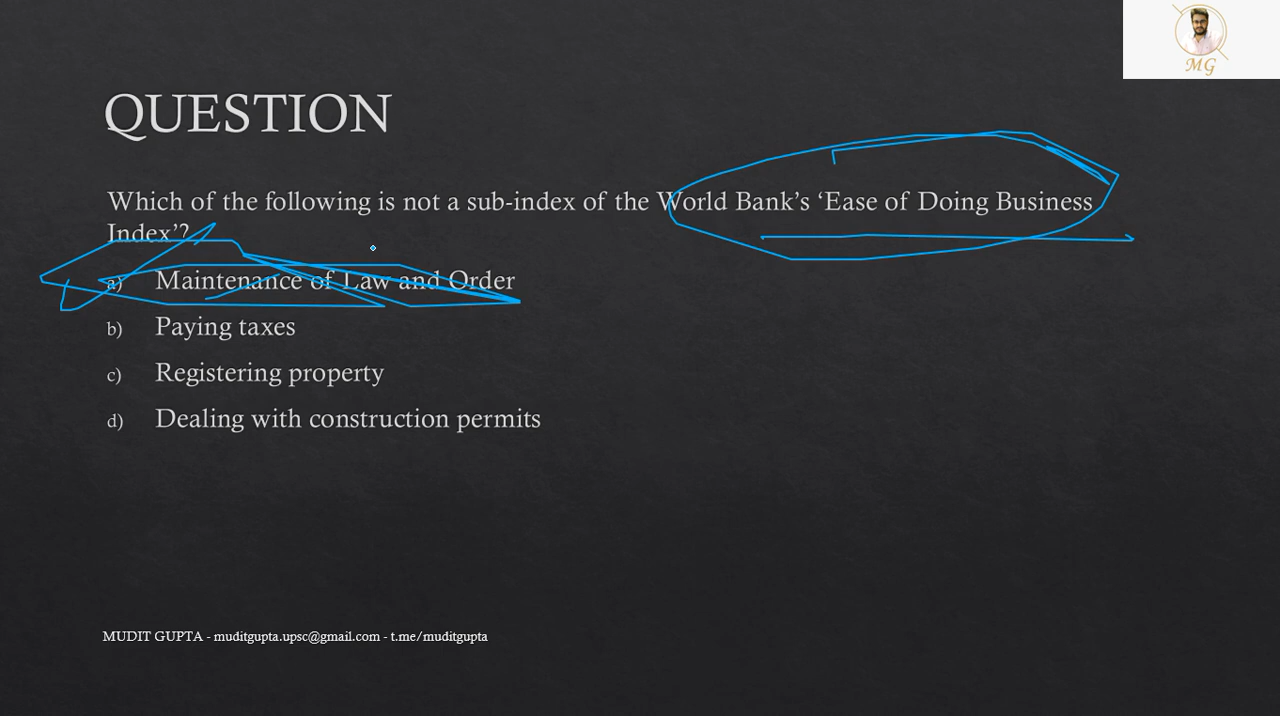 MG
QUESTION
Which of the following is not a sub-index of the World Bank’s ‘Ease of Doing Business
Index’?
a) Maintenance of Law and Order
b) Paying taxes
c) Registering property
d) Dealing with construction permits
MUDIT GUPTA - muditgupta.upsc@gmail.com - t.me/muditgupta